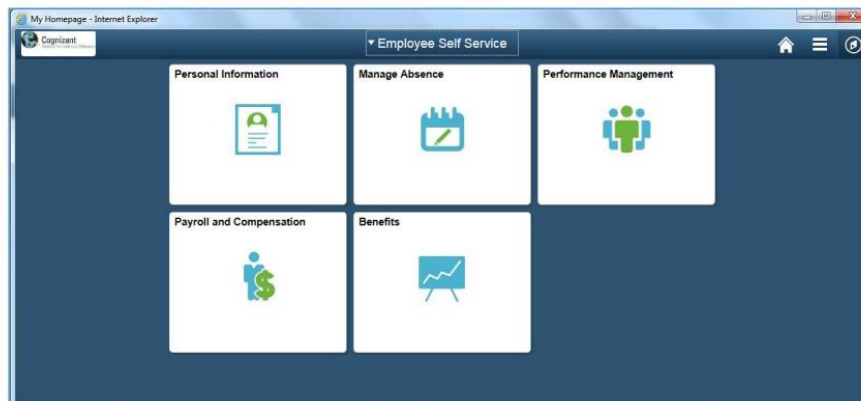 My Homepage - Internet Explorer
Cognizant
Employee Self Service
Personal Information
Manage Absence
Performance Management
Payroll and Compensation
Benefits